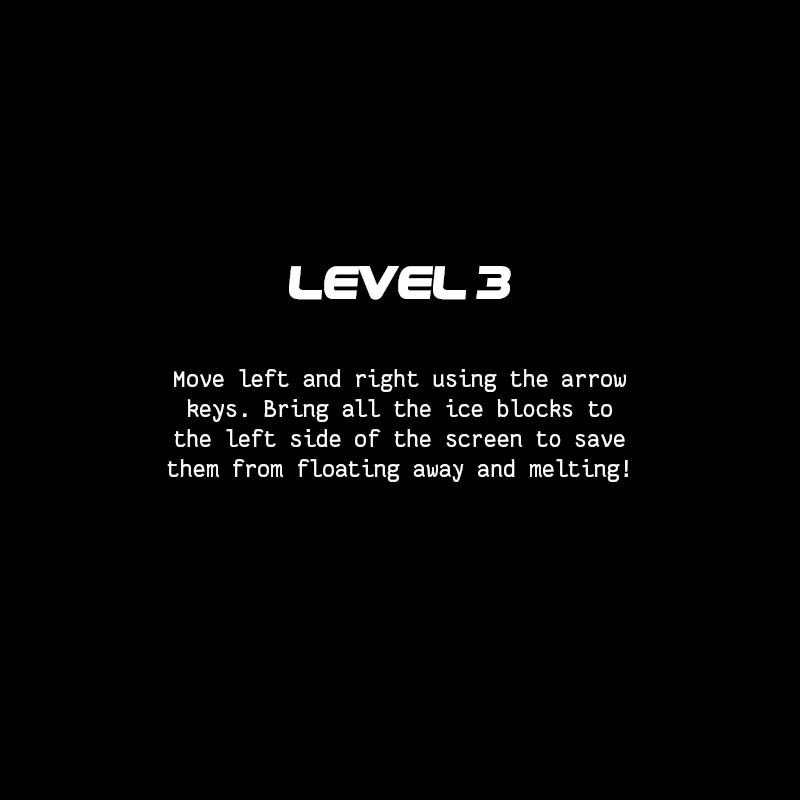 LEVEL 3
Move left and right using the arrow
keys. Bring all the ice blocks to
the left side of the screen to save
them from floating away and melting!